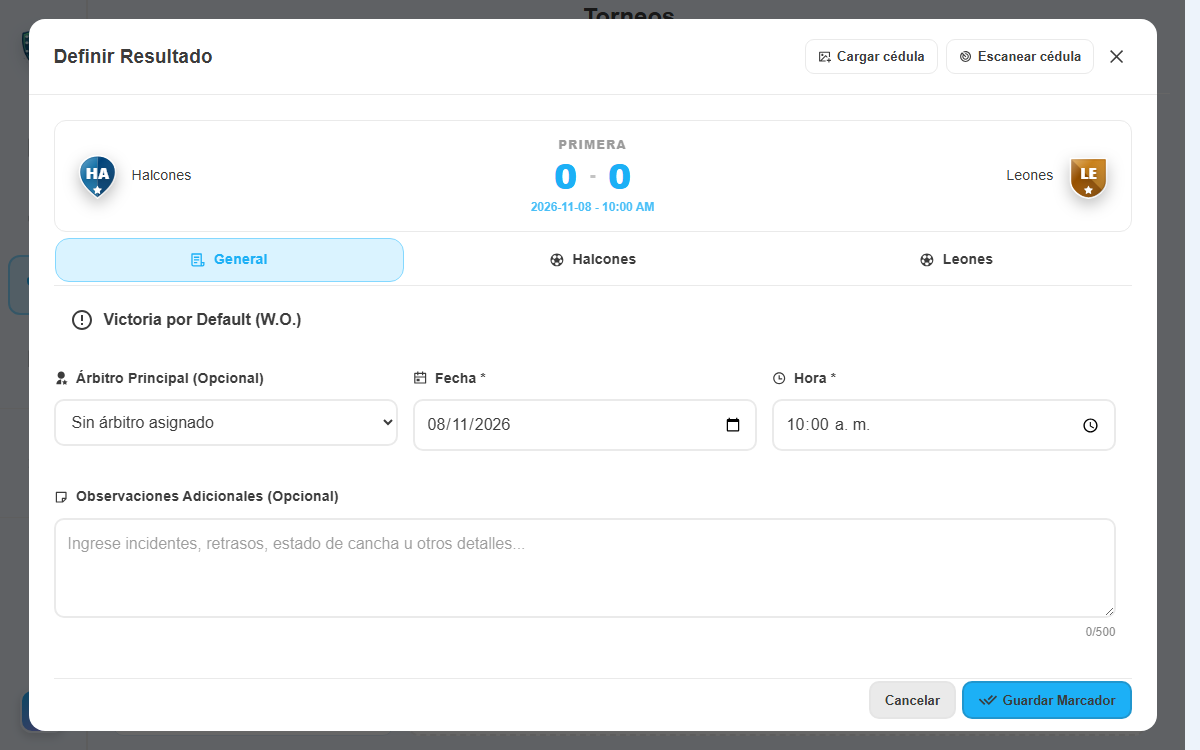 Torneos
Definir Resultado
Cargar cédula
Escanear cédula
PRIMERA
HA
Halcones
0 - 0
Leones
LE
2026-11-08 - 10:00 AM
General
Halcones
Leones
Victoria por Default (W.O.)
Árbitro Principal (Opcional)
Fecha *
Hora *
Sin árbitro asignado
08/11/2026
10:00 a. m.
Observaciones Adicionales (Opcional)
Ingrese incidentes, retrasos, estado de cancha u otros detalles...
0/500
Cancelar
Guardar Marcador